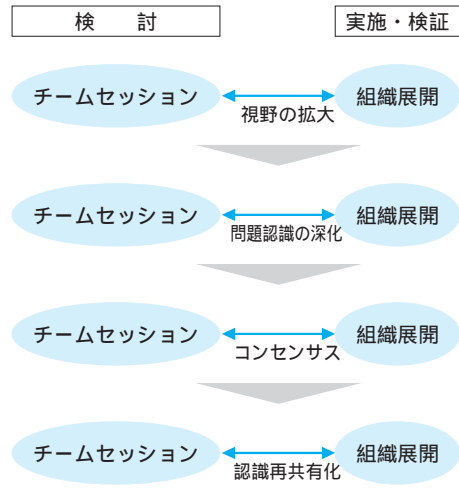 検　討
実施・検証
チームセッション
組織展開
視野の拡大
チームセッション
組織展開
問題認識の深化
チームセッション
組織展開
コンセンサス
チームセッション
組織展開
認識再共有化